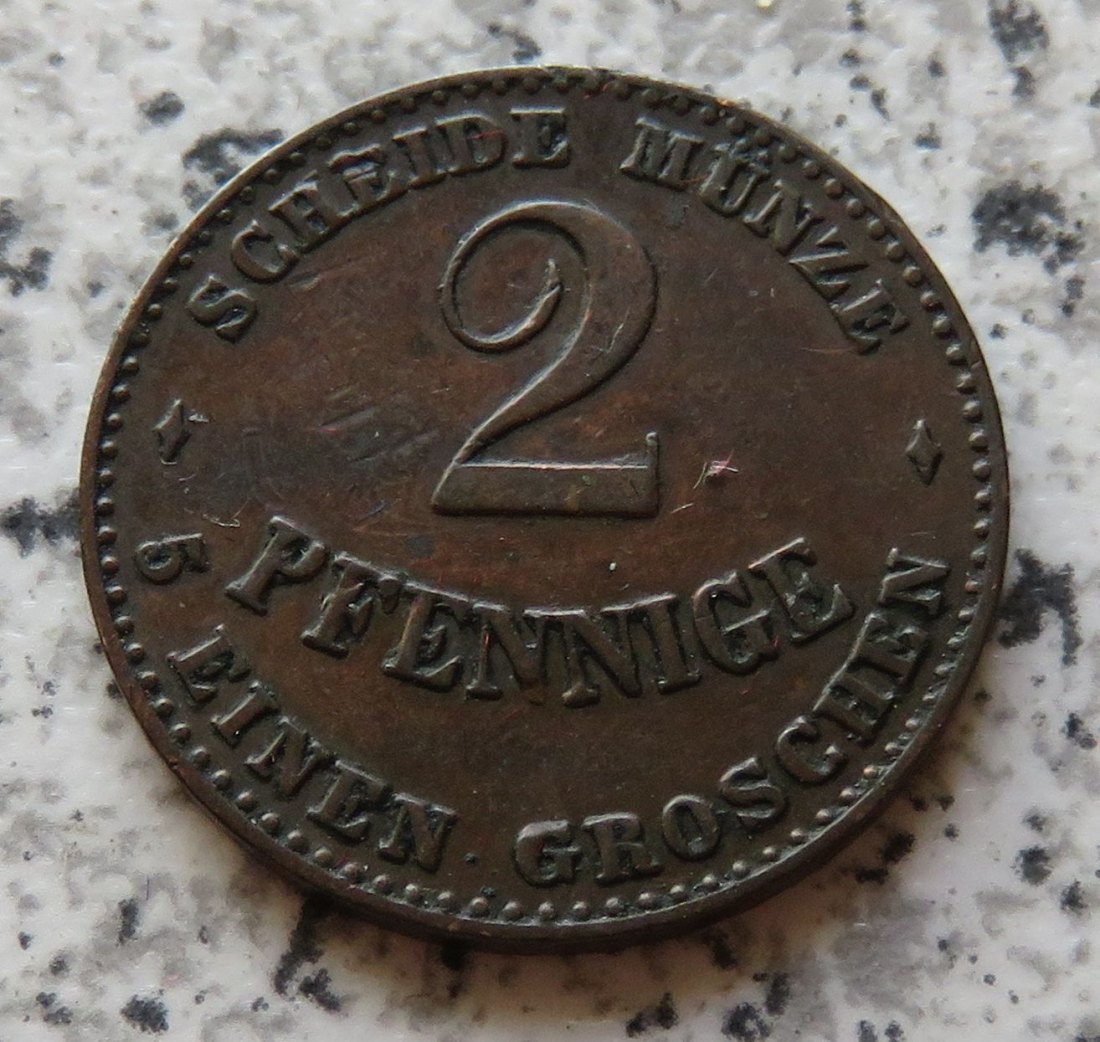 SCHEIDE MÜNZE
2
PFENNIGE
5 EINEN GROSCHEN